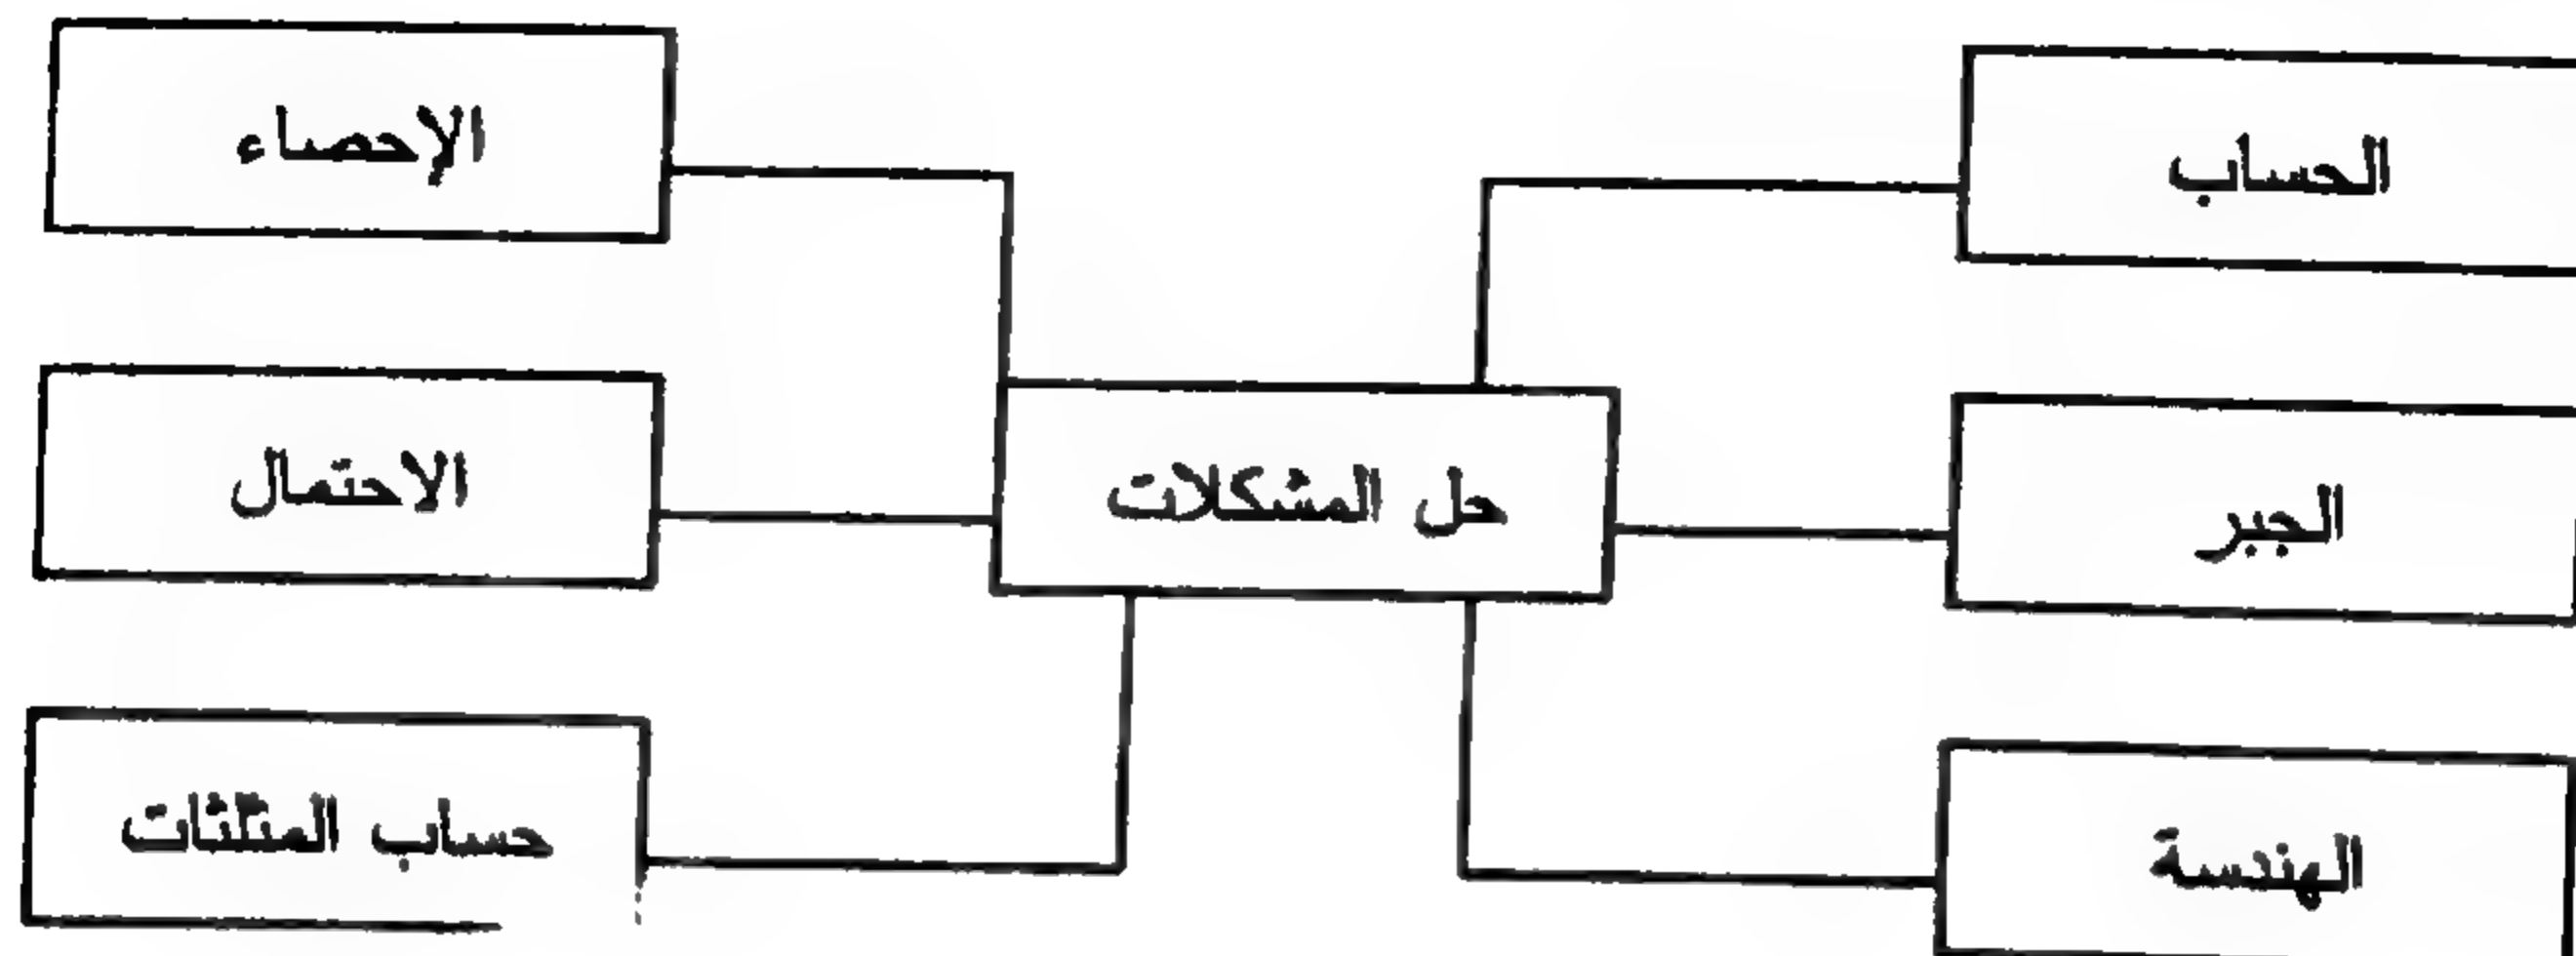 الحساب
الإحصاء
الجبر
حل المشكلات
الاحتمال
الهندسة
حساب المثلثات